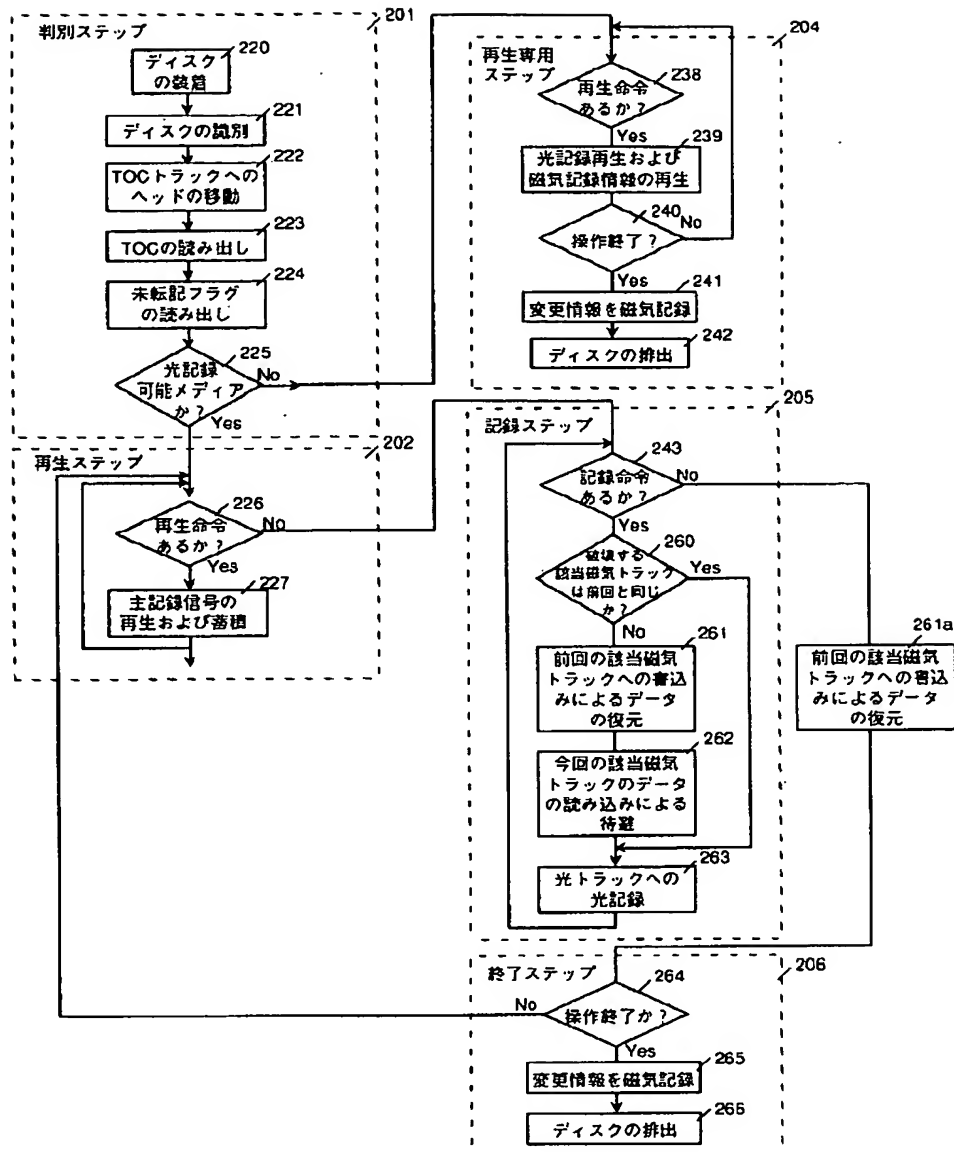 判別ステップ
201
220
ディスク
の装着
221
ディスクの識別
222
TOCトラックへの
ヘッドの移動
223
TOCの読み出し
224
未転記フラグ
の読み出し
225
光記録
可能メディア
か?
No
Yes
202
再生ステップ
226
再生命令
あるか?
No
Yes
227
主記録信号の
再生および蓄積
204
再生専用
ステップ
238
再生命令
あるか?
Yes
239
光記録再生および
磁気記録情報の再生
240
操作終了?
No
Yes
241
変更情報を磁気記録
242
ディスクの排出
205
記録ステップ
243
記録命令
あるか?
No
Yes
260
破壊する
該当磁気トラック
は前回と同じ
か?
Yes
No
261
前回の該当磁気
トラックへの書込
みによるデータ
の復元
262
今回の該当磁気
トラックのデータ
の読み込みによる
待避
263
光トラックへの
光記録
261a
前回の該当磁気
トラックへの書込
みによるデータ
の復元
206
終了ステップ
264
操作終了か?
No
Yes
265
変更情報を磁気記録
266
ディスクの排出